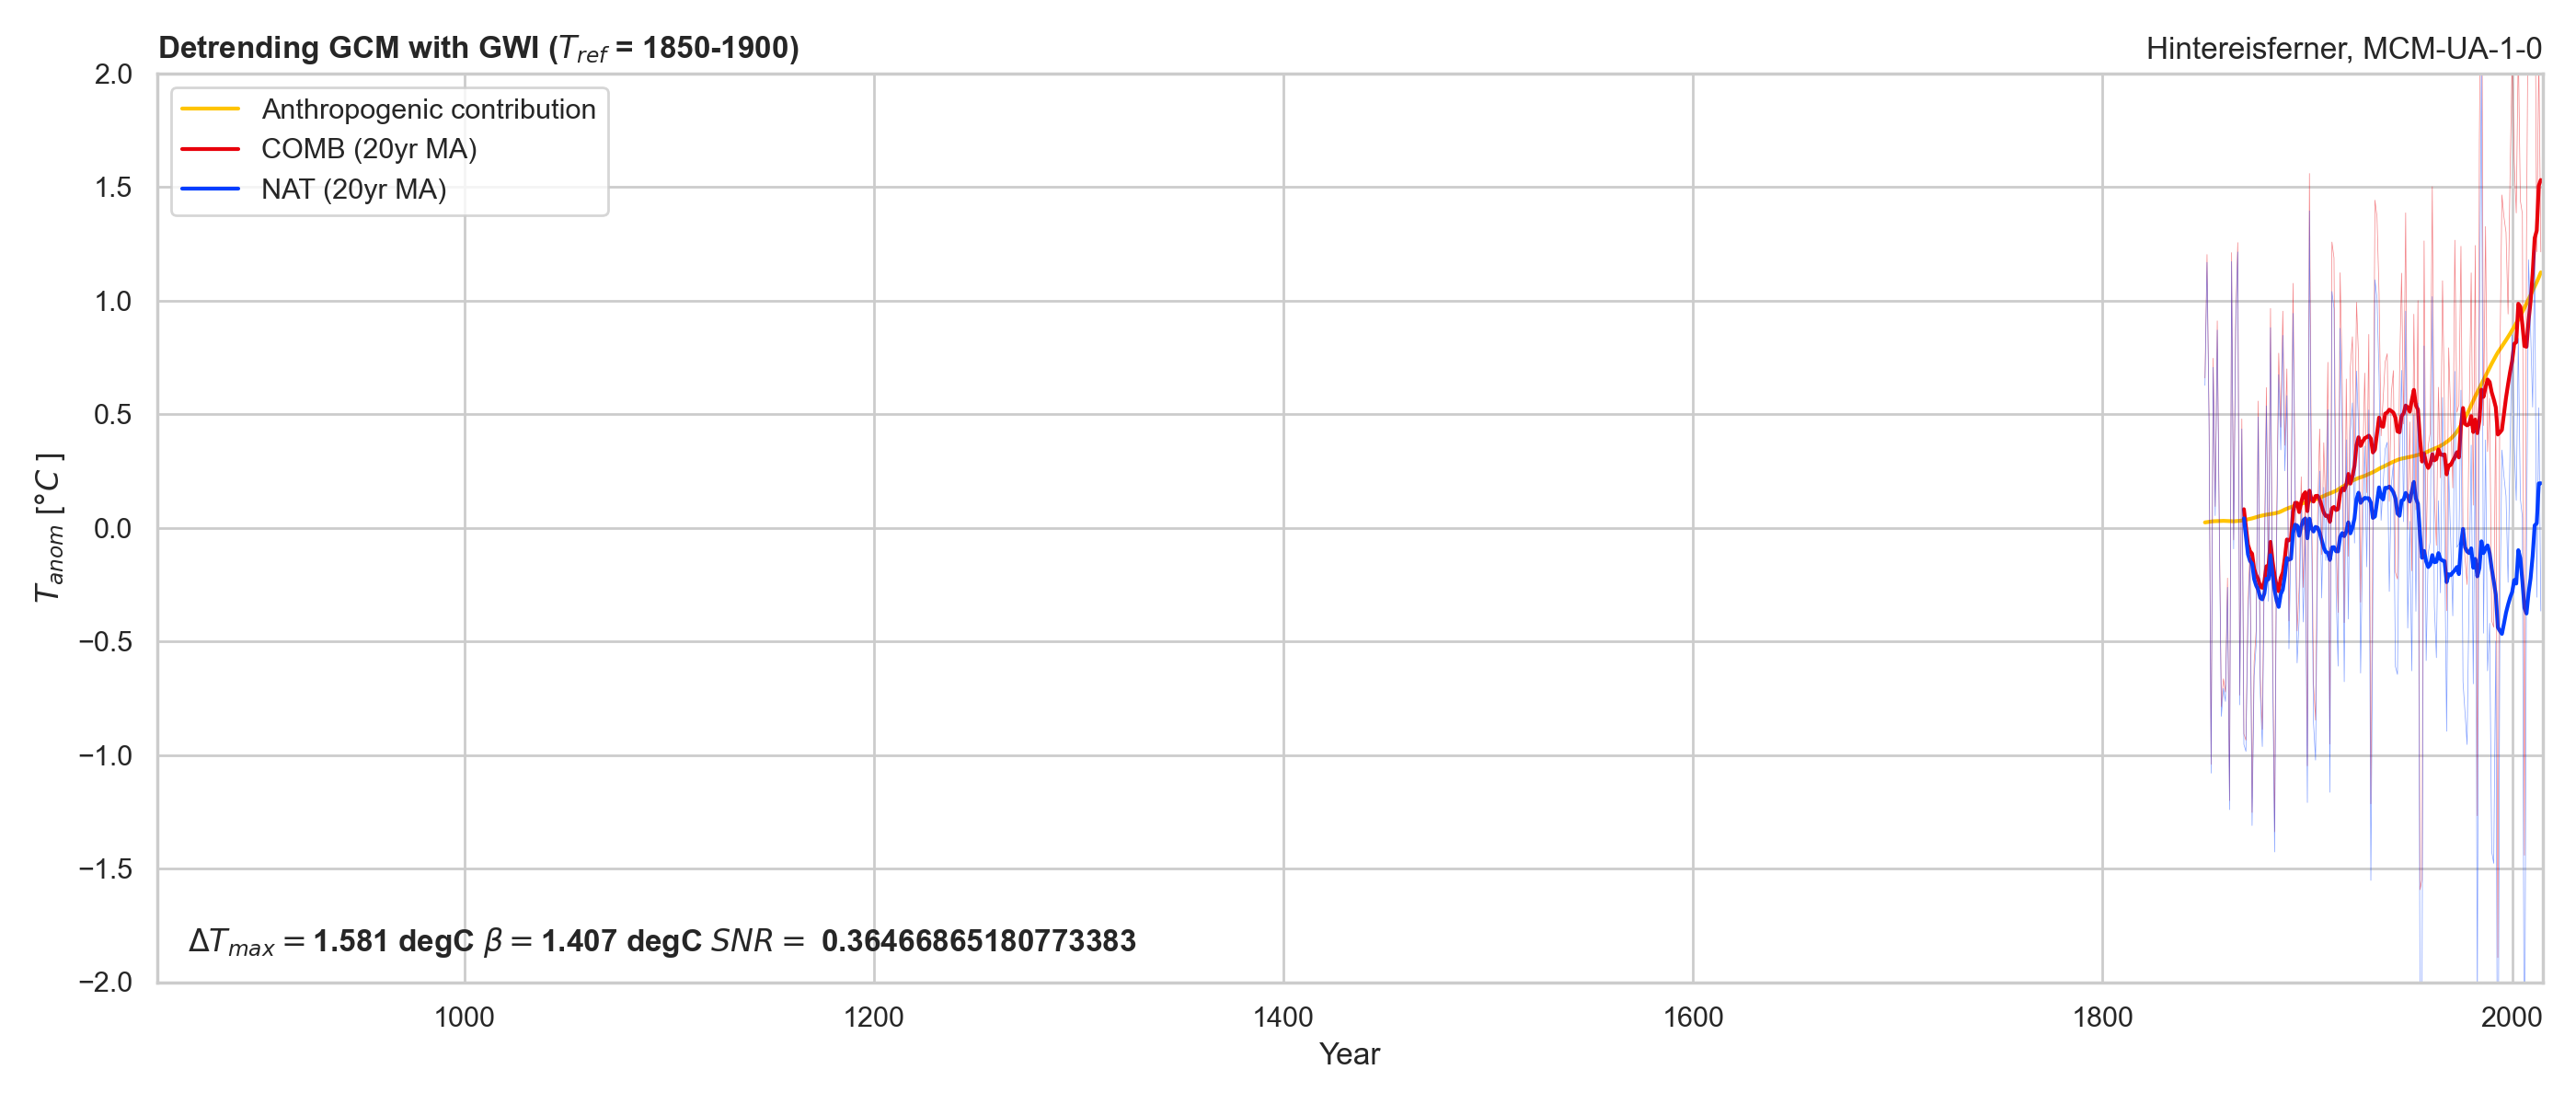 Detrending GCM with GWI (T_ref = 1850-1900)
Hintereisferner, MCM-UA-1-0
Anthropogenic contribution
COMB (20yr MA)
NAT (20yr MA)
2.0
1.5
1.0
0.5
0.0
−0.5
−1.0
−1.5
−2.0
T_anom [°C ]
ΔT_max = 1.581 degC β = 1.407 degC SNR = 0.36466865180773383
1000 1200 1400 1600 1800 2000
Year